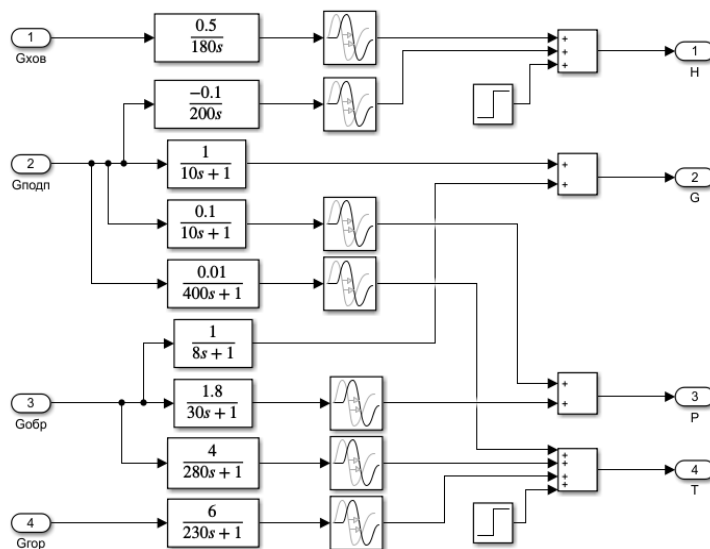 1
Gхов
0.5
180s
+
+
+
1
H
−0.1
200s
2
Gподп
1
10s + 1
+
+
2
G
0.1
10s + 1
0.01
400s + 1
1
8s + 1
3
Gобр
1.8
30s + 1
+
+
3
P
4
280s + 1
+
+
+
+
4
T
4
Gгор
6
230s + 1